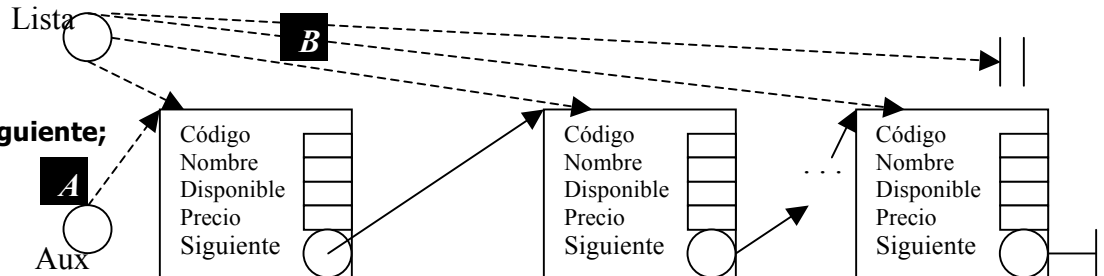 Lista
B
guiente;
A
Aux
Código
Nombre
Disponible
Precio
Siguiente
Código
Nombre
Disponible
Precio
Siguiente
. . .
Código
Nombre
Disponible
Precio
Siguiente